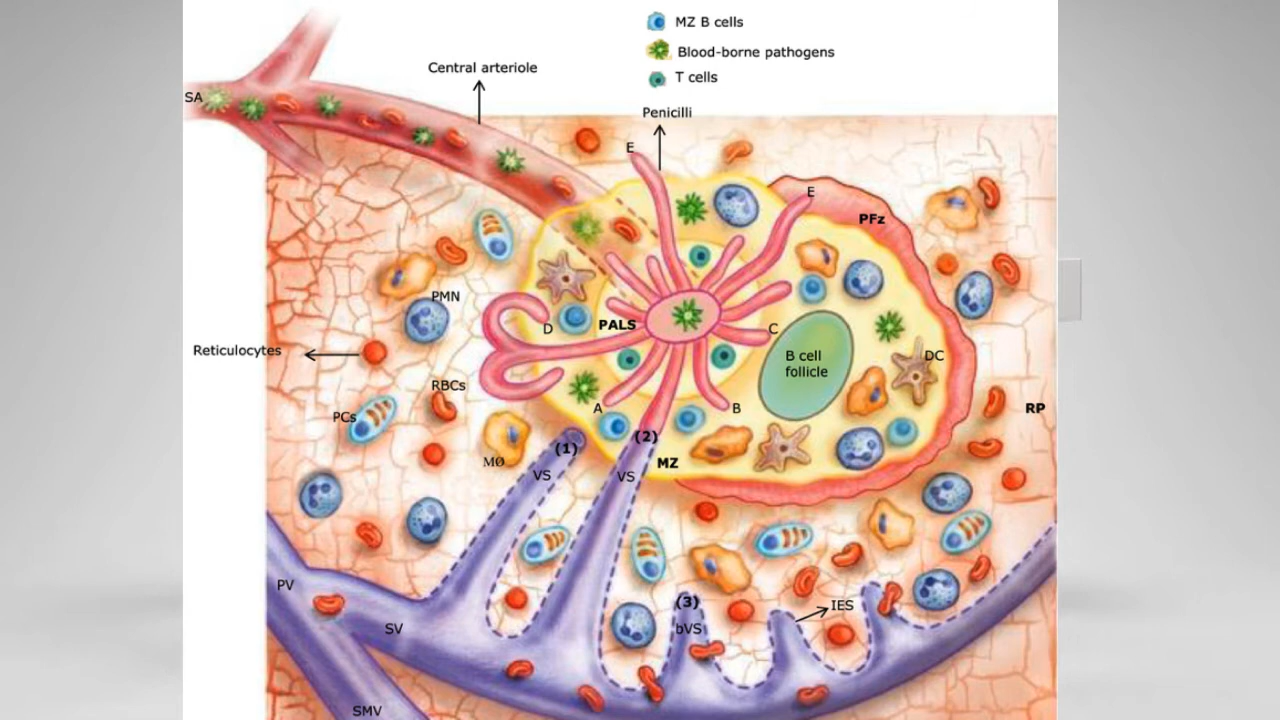 MZ B cells
Blood-borne pathogens
T cells
Central arteriole
SA
Penicilli
E
E
PFz
PMN
D
PALS
C
Reticulocytes
B cell
follicle
DC
RBCs
PCs
A
B
RP
(1)
(2)
MØ
MZ
VS
VS
PV
(3)
IES
SV
bVS
SMV